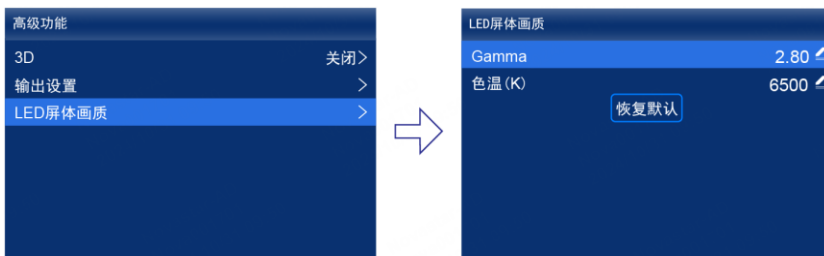 高级功能
3D 关闭>
输出设置 >
LED屏体画质 >
LED屏体画质
Gamma 2.80
色温(K) 6500
恢复默认